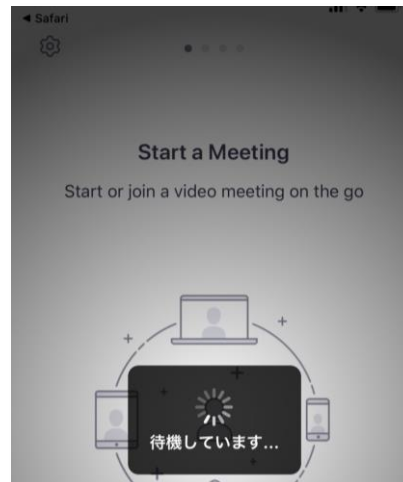 ◀ Safari
Start a Meeting
Start or join a video meeting on the go
待機しています...